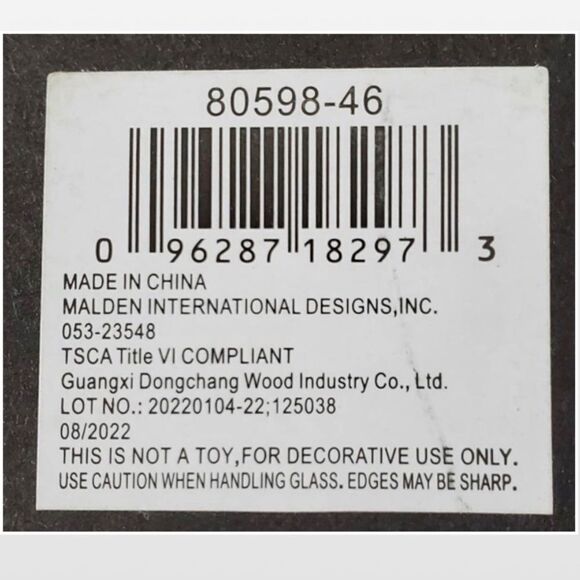 80598-46
0 96287 18297 3
MADE IN CHINA
MALDEN INTERNATIONAL DESIGNS,INC.
053-23548
TSCA Title VI COMPLIANT
Guangxi Dongchang Wood Industry Co., Ltd.
LOT NO.: 20220104-22;125038
08/2022
THIS IS NOT A TOY,FOR DECORATIVE USE ONLY.
USE CAUTION WHEN HANDLING GLASS. EDGES MAY BE SHARP.